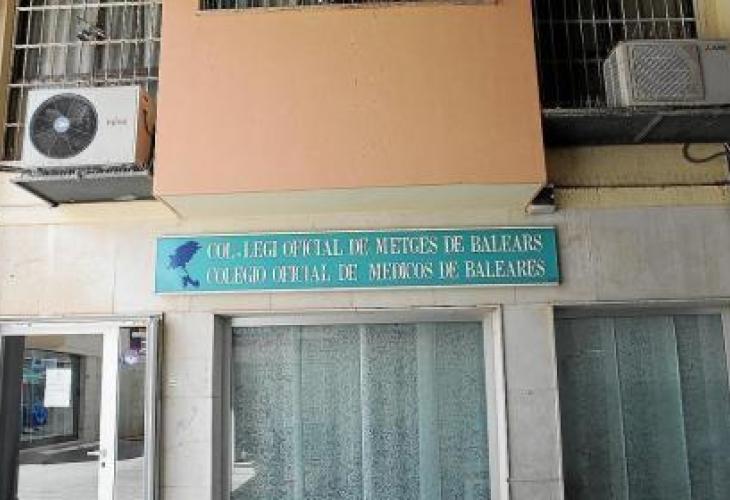 COL·LEGI OFICIAL DE METGES DE BALEARS
COLEGIO OFICIAL DE MEDICOS DE BALEARES